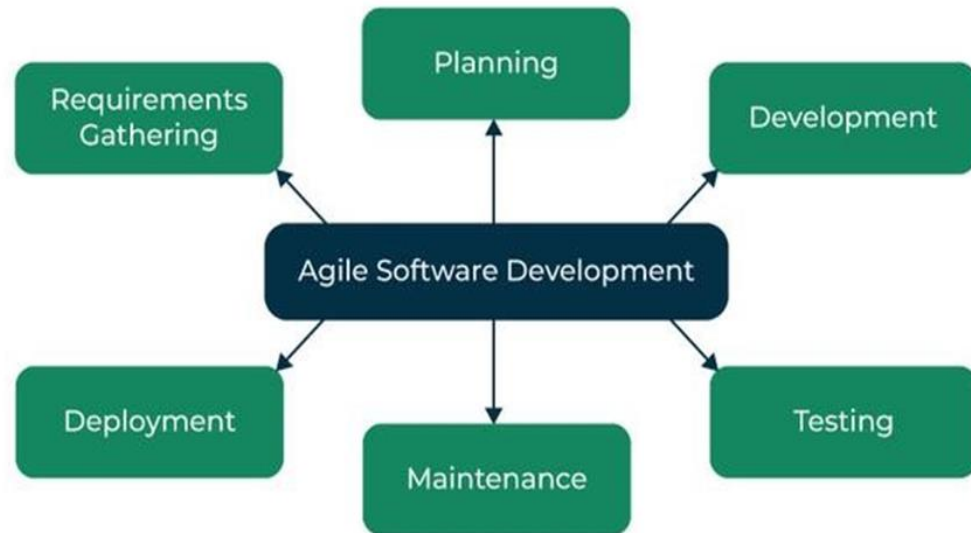 Planning
Requirements
Gathering
Development
Agile Software Development
Deployment
Testing
Maintenance